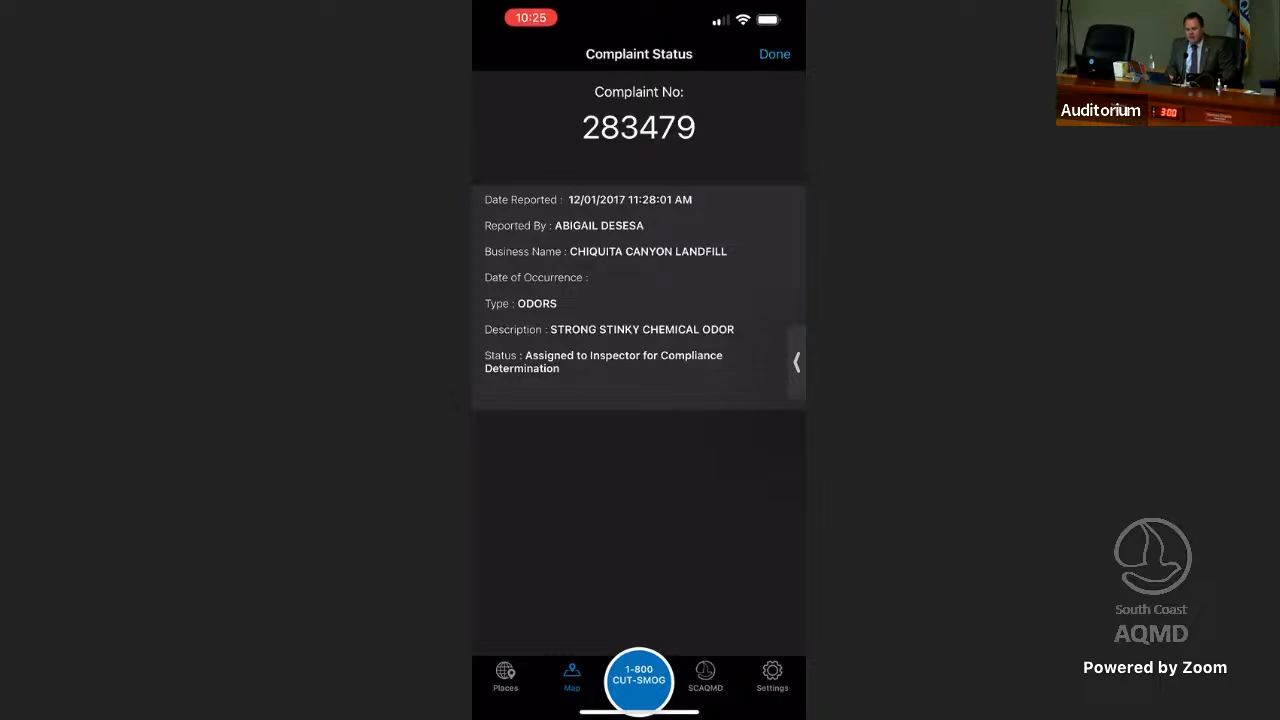 10:25
Complaint Status
Done
Complaint No:
283479
Date Reported : 12/01/2017 11:28:01 AM
Reported By : ABIGAIL DESESA
Business Name : CHIQUITA CANYON LANDFILL
Date of Occurrence :
Type : ODORS
Description : STRONG STINKY CHEMICAL ODOR
Status : Assigned to Inspector for Compliance
Determination
Places
Map
1-800
CUT-SMOG
SCAQMD
Settings
Auditorium
3:00
South Coast
AQMD
Powered by Zoom